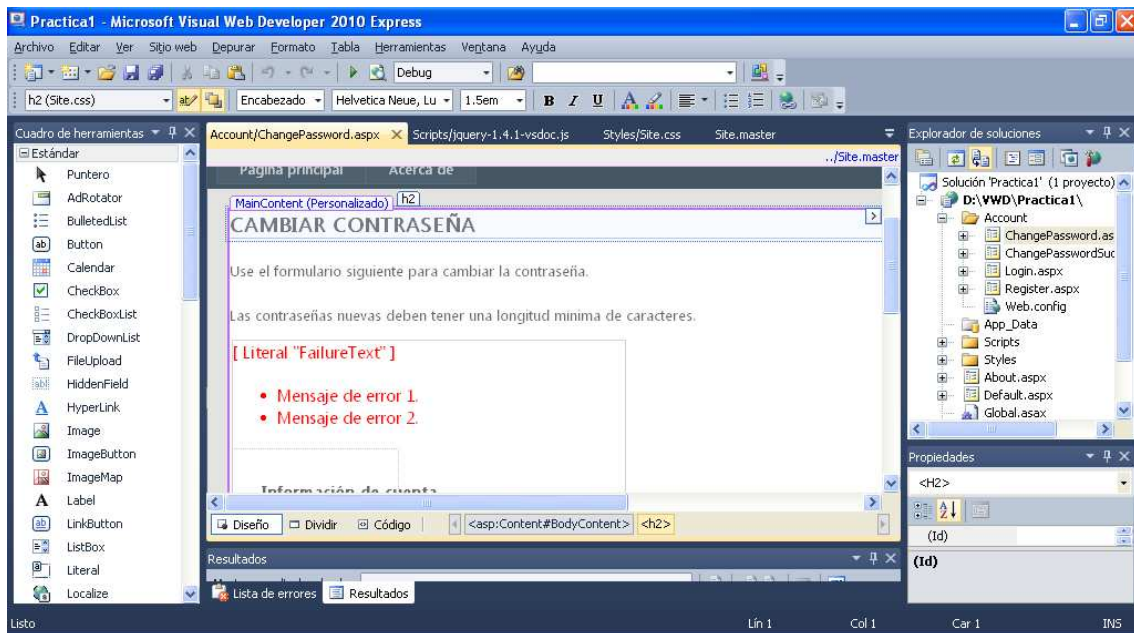 Practica1 - Microsoft Visual Web Developer 2010 Express
Archivo Editar Ver Sitio web Depurar Formato Tabla Herramientas Ventana Ayuda
Debug
h2 (Site.css) Encabezado Helvetica Neue, Lu 1.5em B I U A
Cuadro de herramientas
Estándar
Puntero
AdRotator
BulletedList
Button
Calendar
CheckBox
CheckBoxList
DropDownList
FileUpload
HiddenField
HyperLink
Image
ImageButton
ImageMap
Label
LinkButton
ListBox
Literal
Localize
Account/ChangePassword.aspx Scripts/jquery-1.4.1-vsdoc.js Styles/Site.css Site.master
../Site.master
Página principal Acerca de
MainContent (Personalizado) h2
CAMBIAR CONTRASEÑA
Use el formulario siguiente para cambiar la contraseña.
Las contraseñas nuevas deben tener una longitud mínima de caracteres.
[ Literal "FailureText" ]
• Mensaje de error 1.
• Mensaje de error 2.
Información de cuenta
Diseño Dividir Código <asp:Content#BodyContent> <h2>
Resultados
Lista de errores Resultados
Explorador de soluciones
Solución 'Practica1' (1 proyecto)
D:\VWD\Practica1\
Account
ChangePassword.as
ChangePasswordSuc
Login.aspx
Register.aspx
Web.config
App_Data
Scripts
Styles
About.aspx
Default.aspx
Global.asax
Propiedades
<H2>
(Id)
(Id)
Listo Lín 1 Col 1 Car 1 INS